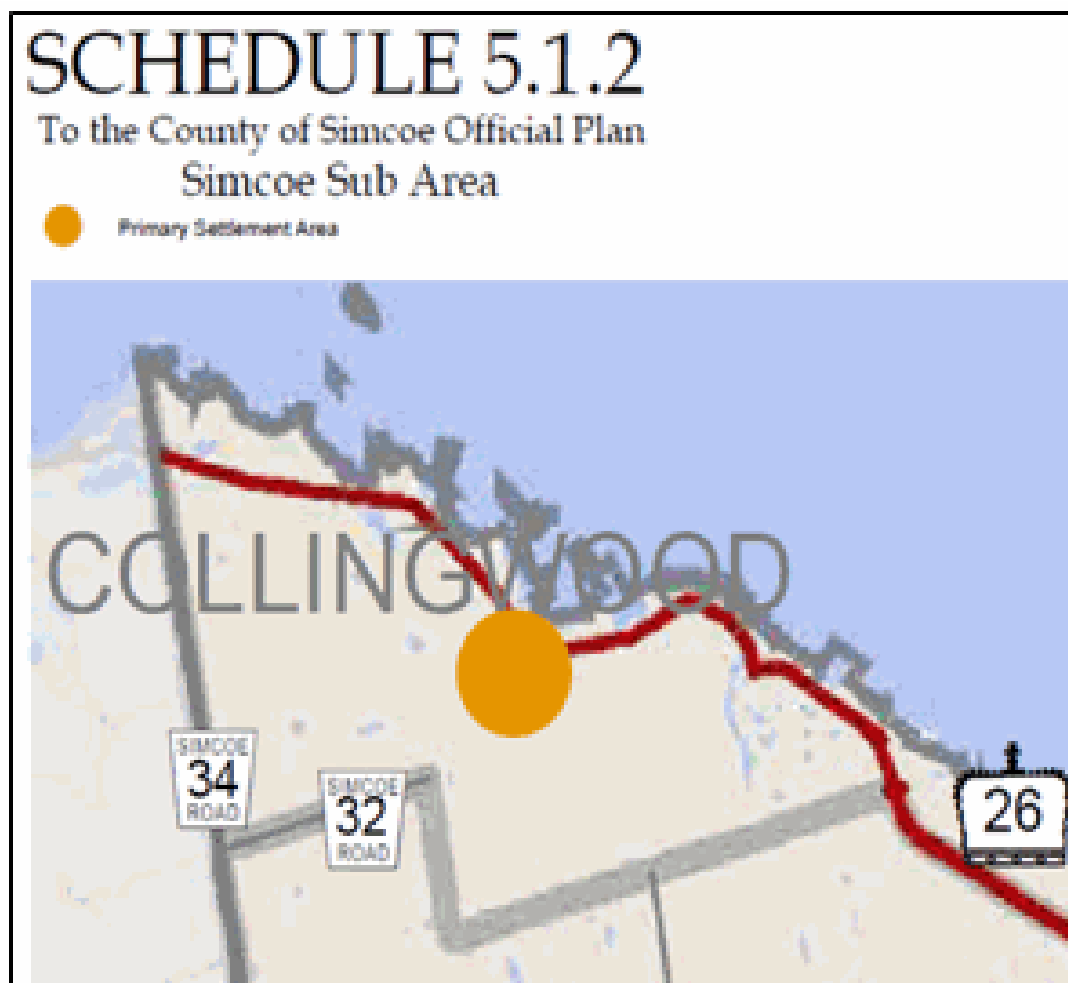 SCHEDULE 5.1.2
To the County of Simcoe Official Plan
Simcoe Sub Area
Primary Settlement Area
COLLINGWOOD
SIMCOE
34
ROAD
SIMCOE
32
ROAD
26